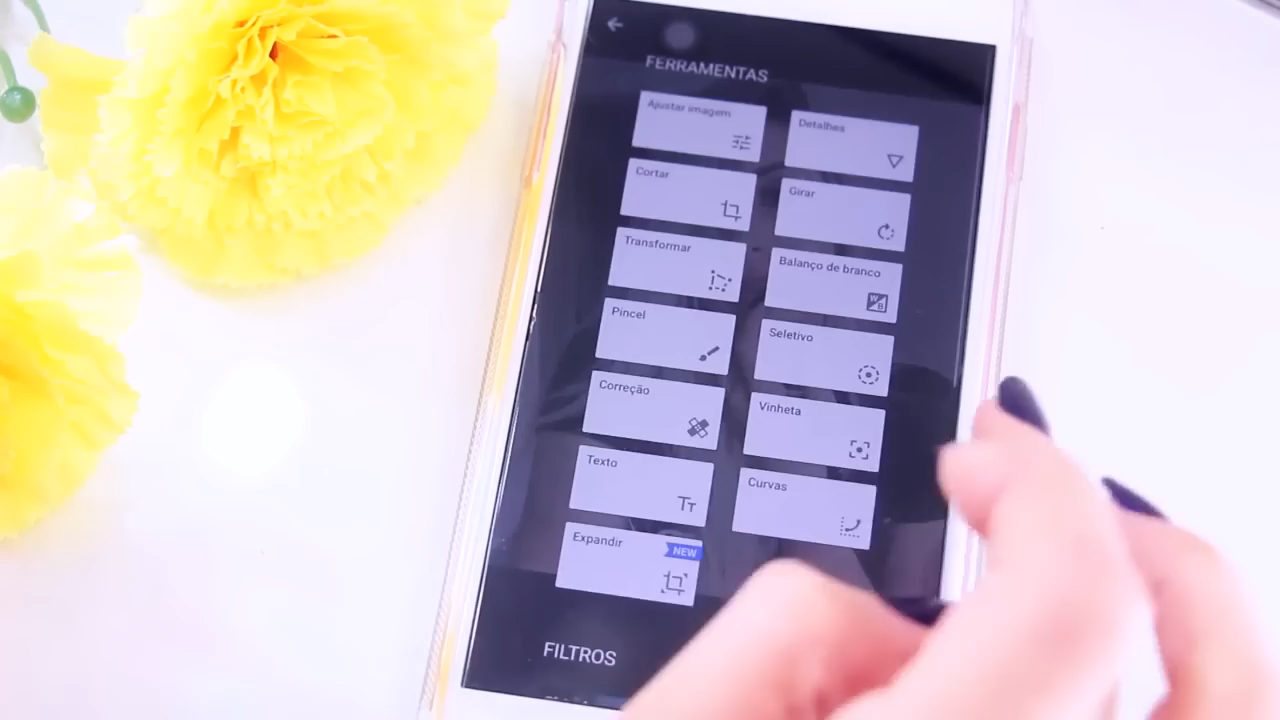 FERRAMENTAS
Ajustar imagem
Detalhes
Cortar
Girar
Transformar
Balanço de branco
W
B
Pincel
Seletivo
Correção
Vinheta
Texto
Curvas
TT
Expandir
NEW
FILTROS